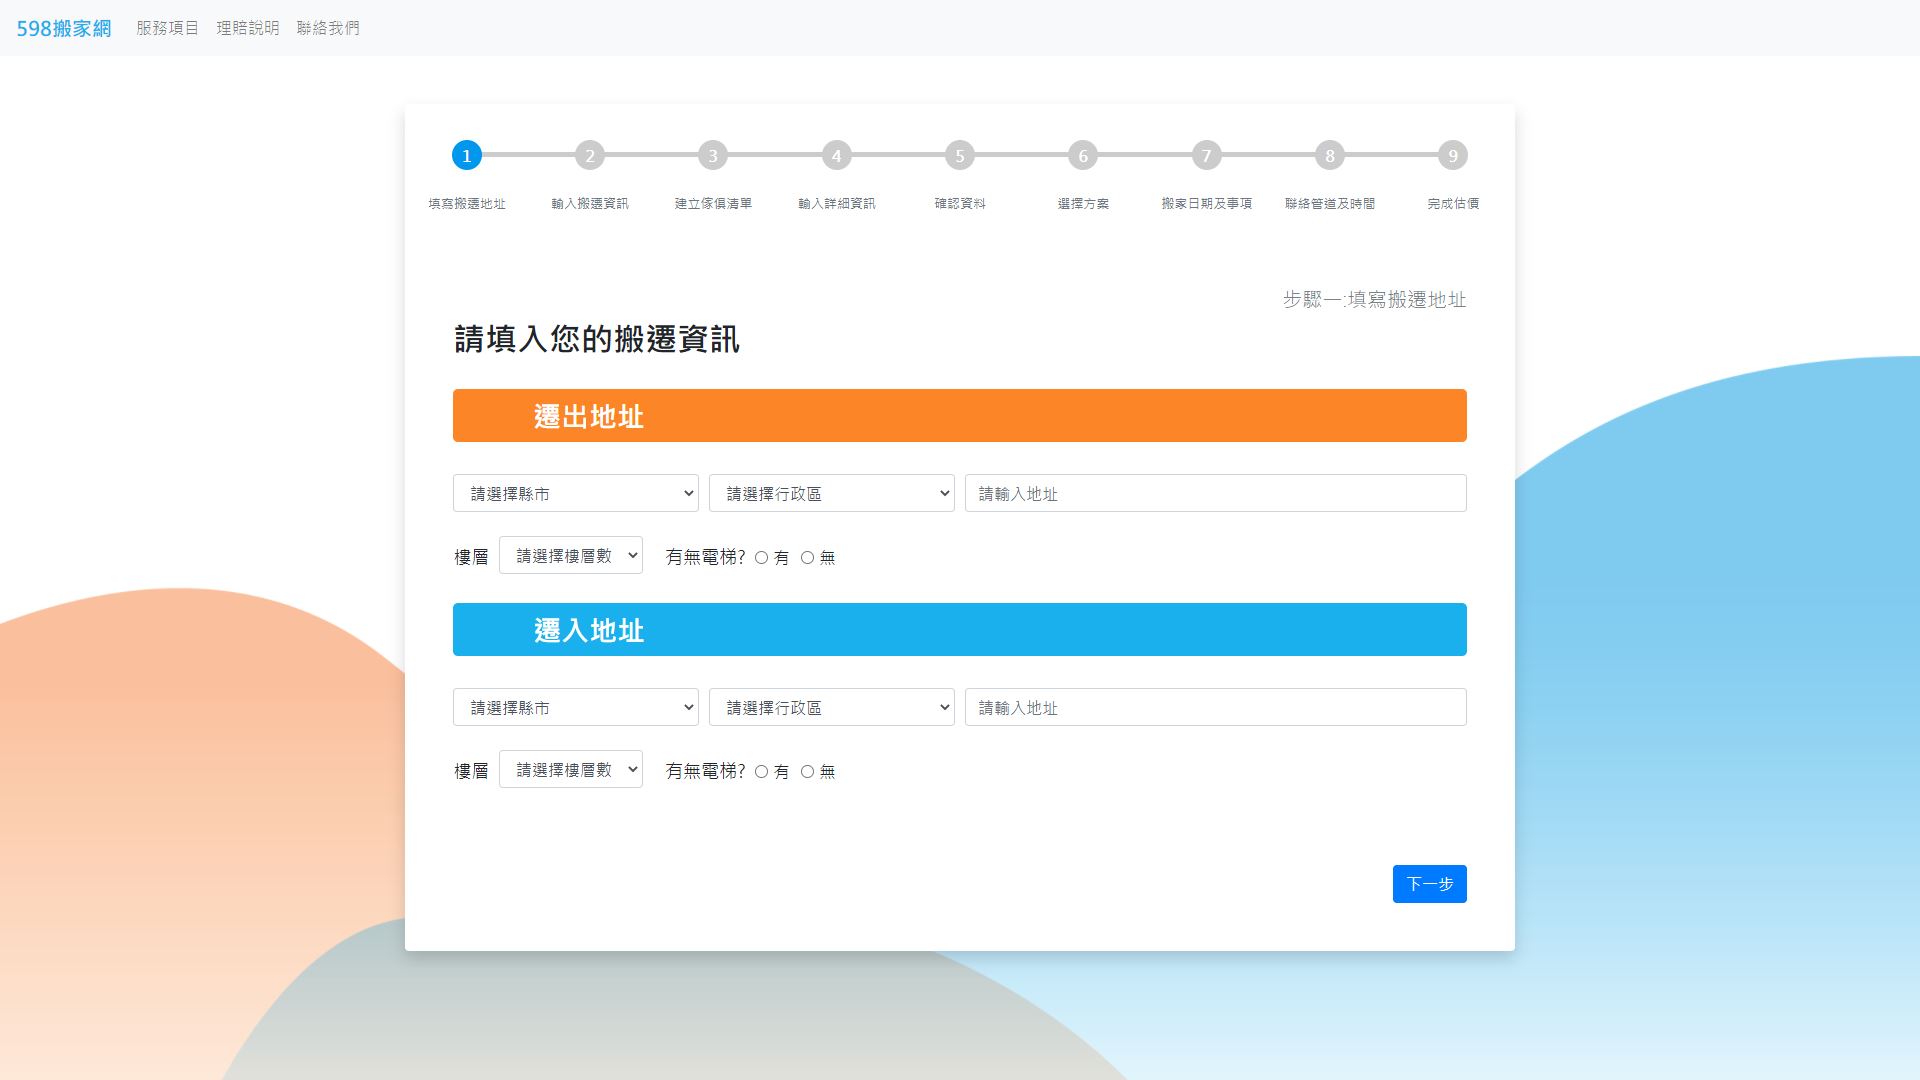 598搬家網 服務項目 理賠說明 聯絡我們
1 2 3 4 5 6 7 8 9
填寫搬遷地址 輸入搬遷資訊 建立傢俱清單 輸入詳細資訊 確認資料 選擇方案 搬家日期及事項 聯絡管道及時間 完成估價
步驟一:填寫搬遷地址
請填入您的搬遷資訊
遷出地址
請選擇縣市 請選擇行政區 請輸入地址
樓層 請選擇樓層數 有無電梯? 有 無
遷入地址
請選擇縣市 請選擇行政區 請輸入地址
樓層 請選擇樓層數 有無電梯? 有 無
下一步